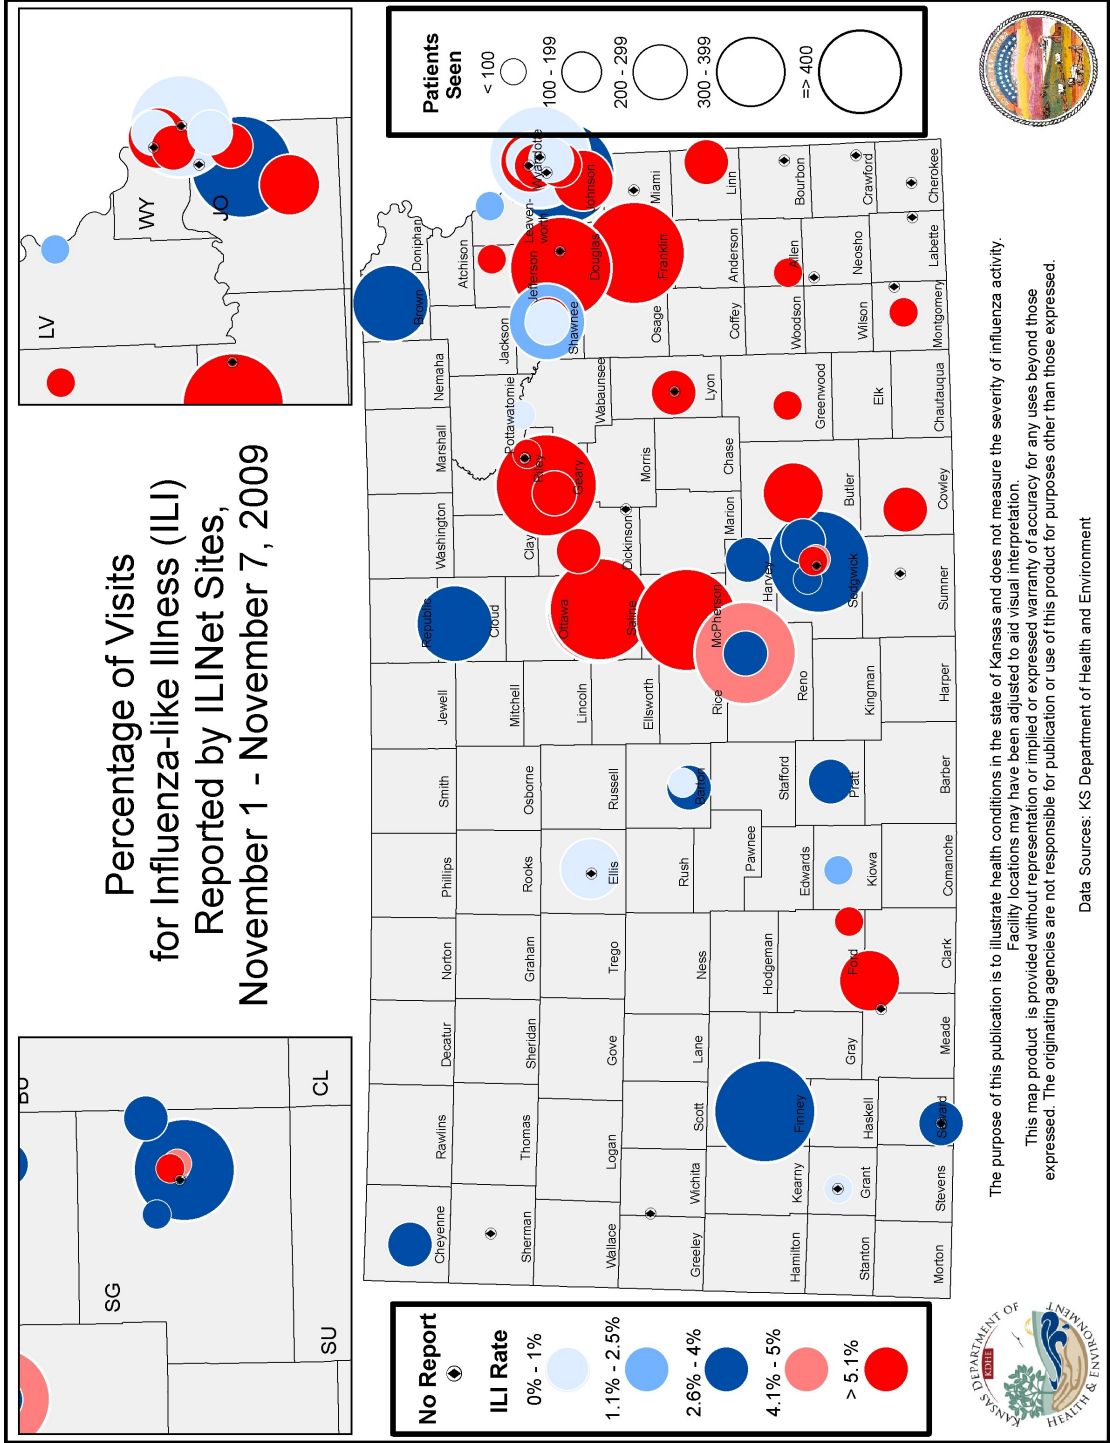 Percentage of Visits
for Influenza-like Illness (ILI)
Reported by ILINet Sites,
November 1 - November 7, 2009
BU
SG
CL
SU
LV
WY
JO
No Report
ILI Rate
0% - 1%
1.1% - 2.5%
2.6% - 4%
4.1% - 5%
> 5.1%
Patients
Seen
< 100
100 - 199
200 - 299
300 - 399
=> 400
Cheyenne
Rawlins
Decatur
Norton
Phillips
Smith
Jewell
Republic
Washington
Marshall
Nemaha
Brown
Doniphan
Sherman
Thomas
Sheridan
Graham
Rooks
Osborne
Mitchell
Cloud
Clay
Riley
Pottawatomie
Jackson
Atchison
Jefferson
Leaven-
worth
Wyandotte
Wallace
Logan
Gove
Trego
Ellis
Russell
Lincoln
Ottawa
Saline
Dickinson
Geary
Morris
Wabaunsee
Shawnee
Douglas
Johnson
Greeley
Wichita
Scott
Lane
Ness
Rush
Barton
Ellsworth
Rice
McPherson
Marion
Chase
Lyon
Osage
Franklin
Miami
Hamilton
Kearny
Finney
Hodgeman
Pawnee
Edwards
Stafford
Reno
Harvey
Sedgwick
Butler
Greenwood
Coffey
Anderson
Linn
Woodson
Allen
Bourbon
Stanton
Grant
Haskell
Gray
Ford
Kiowa
Pratt
Kingman
Elk
Wilson
Neosho
Crawford
Morton
Stevens
Seward
Meade
Clark
Comanche
Barber
Harper
Sumner
Cowley
Chautauqua
Montgomery
Labette
Cherokee
The purpose of this publication is to illustrate health conditions in the state of Kansas and does not measure the severity of influenza activity.
Facility locations may have been adjusted to aid visual interpretation.
This map product is provided without representation or implied or expressed warranty of accuracy for any uses beyond those
expressed. The originating agencies are not responsible for publication or use of this product for purposes other than those expressed.
Data Sources: KS Department of Health and Environment
KANSAS DEPARTMENT OF
HEALTH & ENVIRONMENT
KDHE